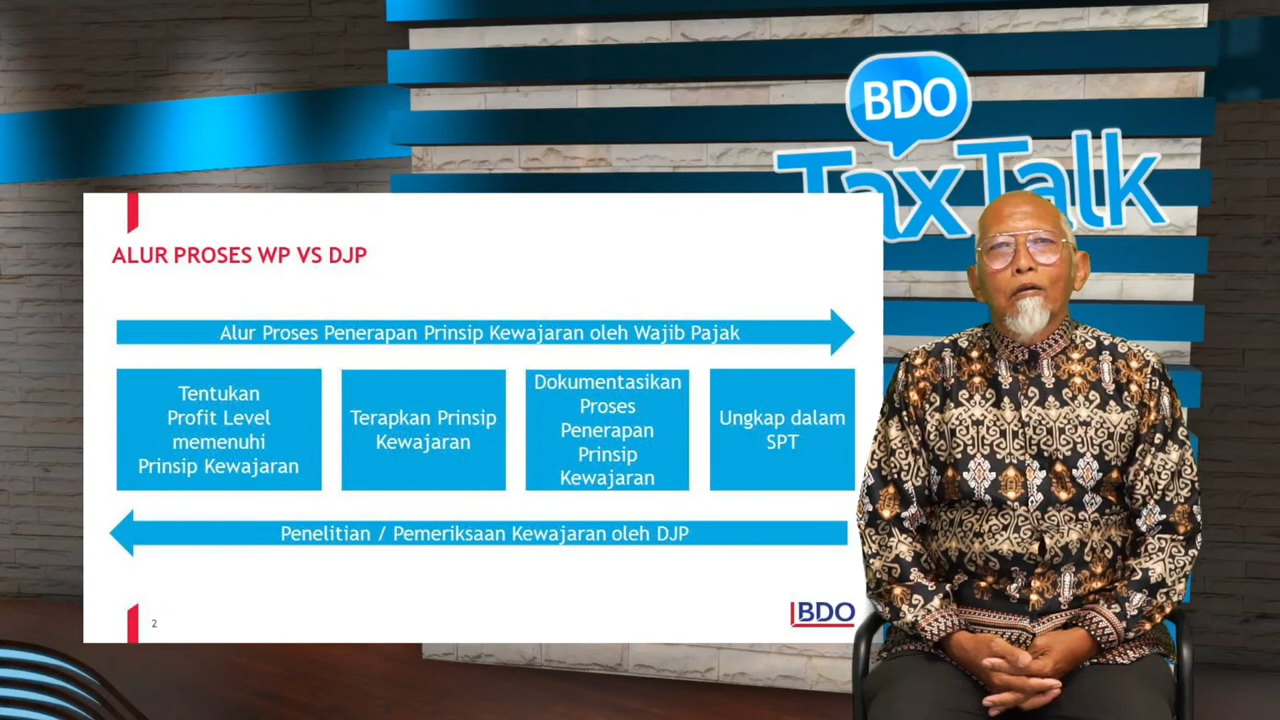 BDO
TaxTalk
ALUR PROSES WP VS DJP
Alur Proses Penerapan Prinsip Kewajaran oleh Wajib Pajak
Tentukan
Profit Level
memenuhi
Prinsip Kewajaran
Terapkan Prinsip
Kewajaran
Dokumentasikan
Proses
Penerapan
Prinsip
Kewajaran
Ungkap dalam
SPT
Penelitian / Pemeriksaan Kewajaran oleh DJP
2
BDO